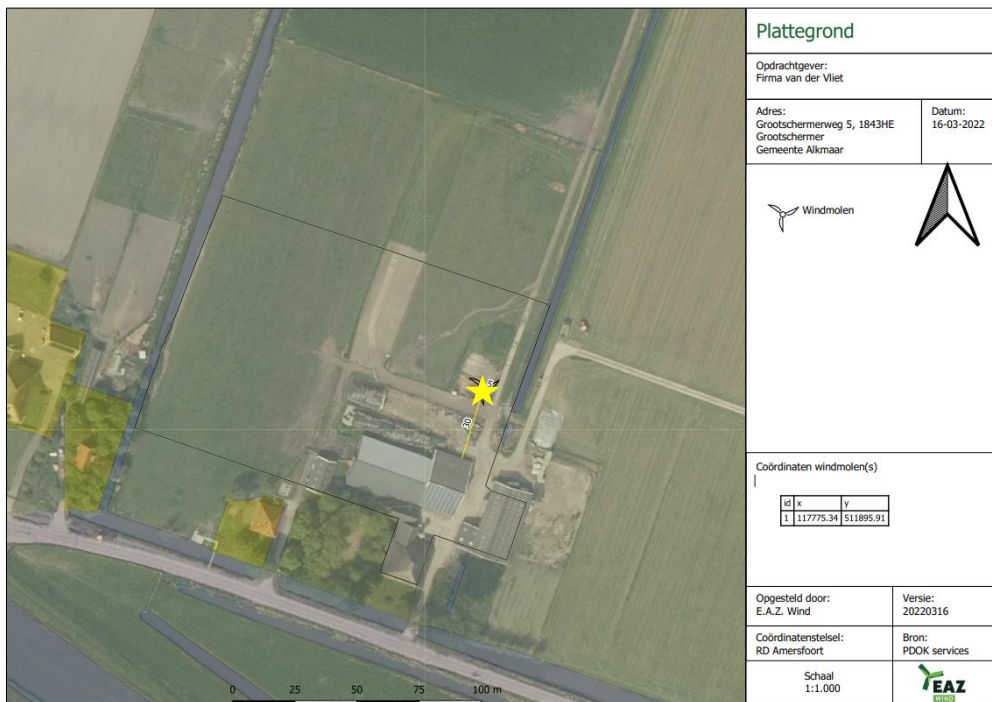 Plattegrond
Opdrachtgever:
Firma van der Vliet
Adres:
Grootschermerweg 5, 1843HE
Grootschermer
Gemeente Alkmaar
Datum:
16-03-2022
Windmolen
30
Coördinaten windmolen(s)
id x y
1 117775.34 511895.91
Opgesteld door:
E.A.Z. Wind
Versie:
20220316
Coördinatenstelsel:
RD Amersfoort
Bron:
PDOK services
Schaal
1:1.000
EAZ
WIND
0 25 50 75 100 m